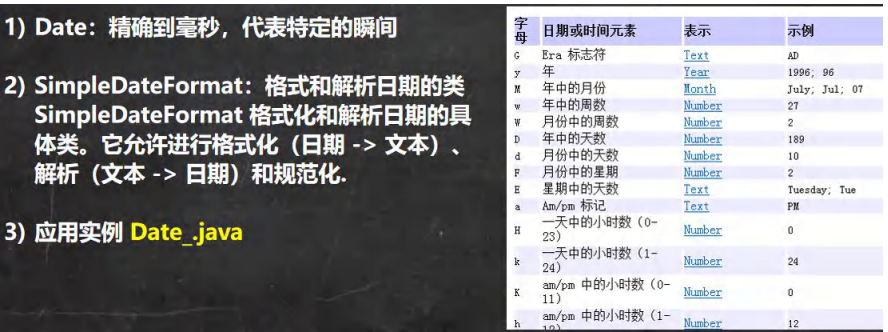 1) Date：精确到毫秒，代表特定的瞬间
2) SimpleDateFormat：格式和解析日期的类
SimpleDateFormat 格式化和解析日期的具
体类。它允许进行格式化（日期 -> 文本）、
解析（文本 -> 日期）和规范化.
3) 应用实例 Date_.java
字母 日期或时间元素 表示 示例
G Era 标志符 Text AD
y 年 Year 1996; 96
M 年中的月份 Month July; Jul; 07
w 年中的周数 Number 27
W 月份中的周数 Number 2
D 年中的天数 Number 189
d 月份中的天数 Number 10
F 月份中的星期 Number 2
E 星期中的天数 Text Tuesday; Tue
a Am/pm 标记 Text PM
H 一天中的小时数（0-
23） Number 0
k 一天中的小时数（1-
24） Number 24
K am/pm 中的小时数（0-
11） Number 0
h am/pm 中的小时数（1-
12） Number 12